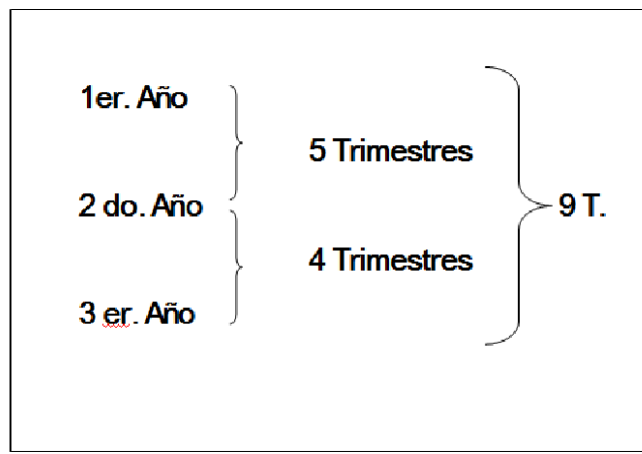 1er. Año
5 Trimestres
2 do. Año
9 T.
4 Trimestres
3 er. Año